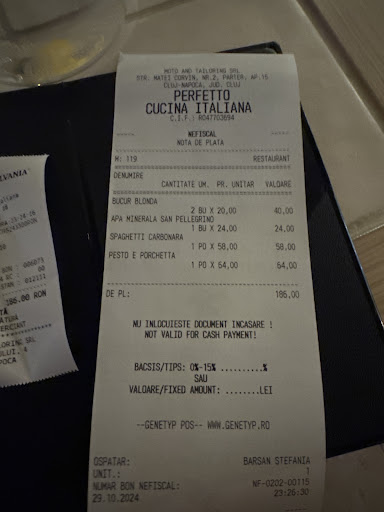 MOTO AND TAILORING SRL
STR. MATEI CORVIN, NR.2, PARTER, AP.15
CLUJ-NAPOCA, JUD. CLUJ
PERFETTO
CUCINA ITALIANA
C.I.F.: RO47703694
NEFISCAL
NOTA DE PLATA
M: 119 RESTAURANT
DENUMIRE
CANTITATE UM. PR. UNITAR VALOARE
BUCUR BLONDA
2 BU X 20,00 40,00
APA MINERALA SAN PELLEGRINO
1 BU X 24,00 24,00
SPAGHETTI CARBONARA
1 PO X 58,00 58,00
PESTO E PORCHETTA
1 PO X 64,00 64,00
DE PL: 186,00
NU INLOCUIESTE DOCUMENT INCASARE !
NOT VALID FOR CASH PAYMENT!
BACSIS/TIPS: 0%-15% ..........%
SAU
VALOARE/FIXED AMOUNT: ........LEI
--GENETYP POS-- WWW.GENETYP.RO
OSPATAR: BARSAN STEFANIA
UNIT.: 1
NUMAR BON NEFISCAL: NF-0202-00115
29.10.2024 23:26:30
186.00 RON